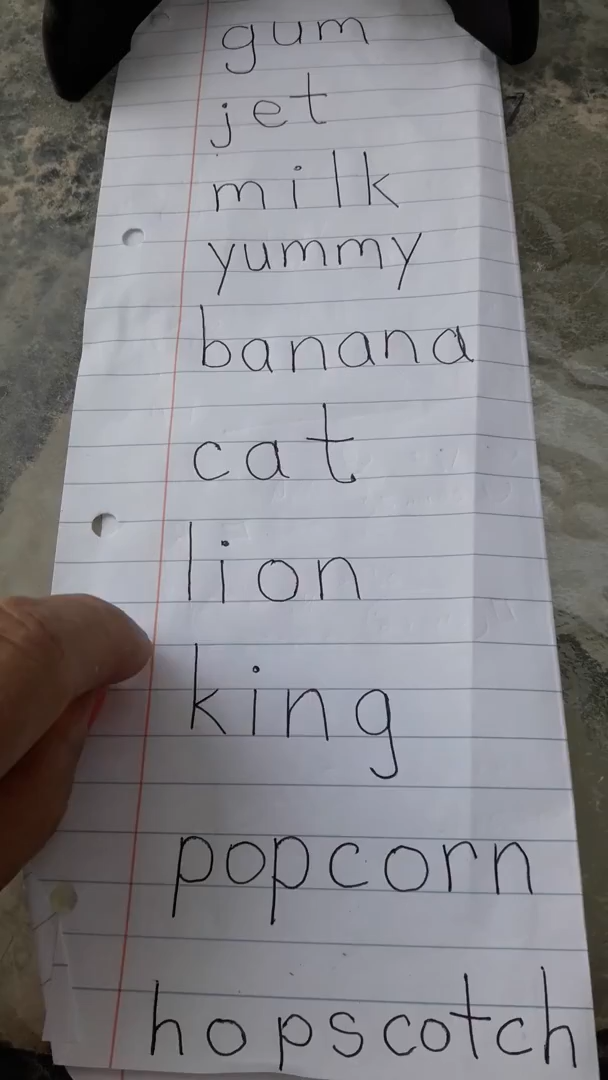 gum
jet
milk
yummy
banana
cat
lion
king
popcorn
hopscotch